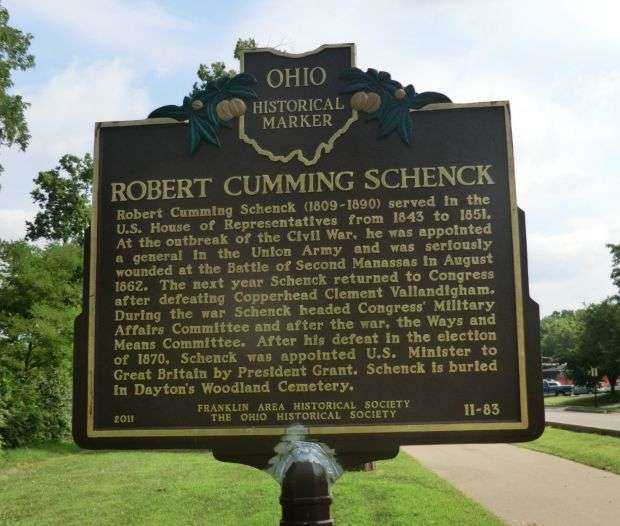 OHIO
HISTORICAL
MARKER
ROBERT CUMMING SCHENCK
Robert Cumming Schenck (1809-1890) served in the
U.S. House of Representatives from 1843 to 1851.
At the outbreak of the Civil War, he was appointed
a general in the Union Army and was seriously
wounded at the Battle of Second Manassas in August
1862. The next year Schenck returned to Congress
after defeating Copperhead Clement Vallandigham.
During the war Schenck headed Congress' Military
Affairs Committee and after the war, the Ways and
Means Committee. After his defeat in the election
of 1870, Schenck was appointed U.S. Minister to
Great Britain by President Grant. Schenck is buried
in Dayton's Woodland Cemetery.
FRANKLIN AREA HISTORICAL SOCIETY
2011 THE OHIO HISTORICAL SOCIETY 11-83